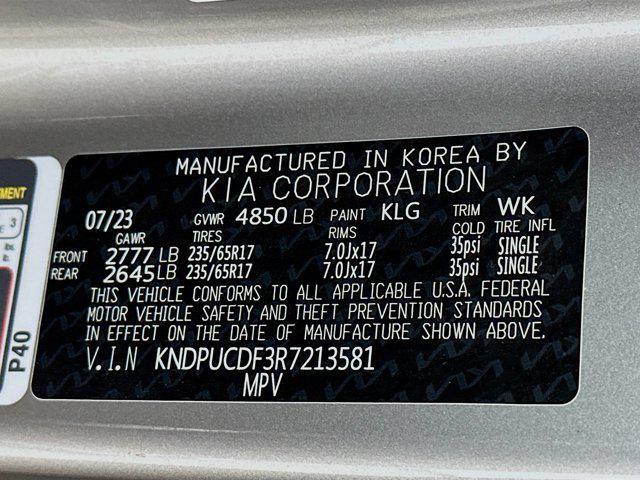 MANUFACTURED IN KOREA BY
KIA CORPORATION
07/23 GVWR 4850 LB PAINT KLG TRIM WK
GAWR TIRES RIMS COLD TIRE INFL
FRONT 2777 LB 235/65R17 7.0Jx17 35psi SINGLE
REAR 2645 LB 235/65R17 7.0Jx17 35psi SINGLE
THIS VEHICLE CONFORMS TO ALL APPLICABLE U.S.A. FEDERAL
MOTOR VEHICLE SAFETY AND THEFT PREVENTION STANDARDS
IN EFFECT ON THE DATE OF MANUFACTURE SHOWN ABOVE.
V.I.N KNDPUCDF3R7213581
MPV
3
lbs.
P40